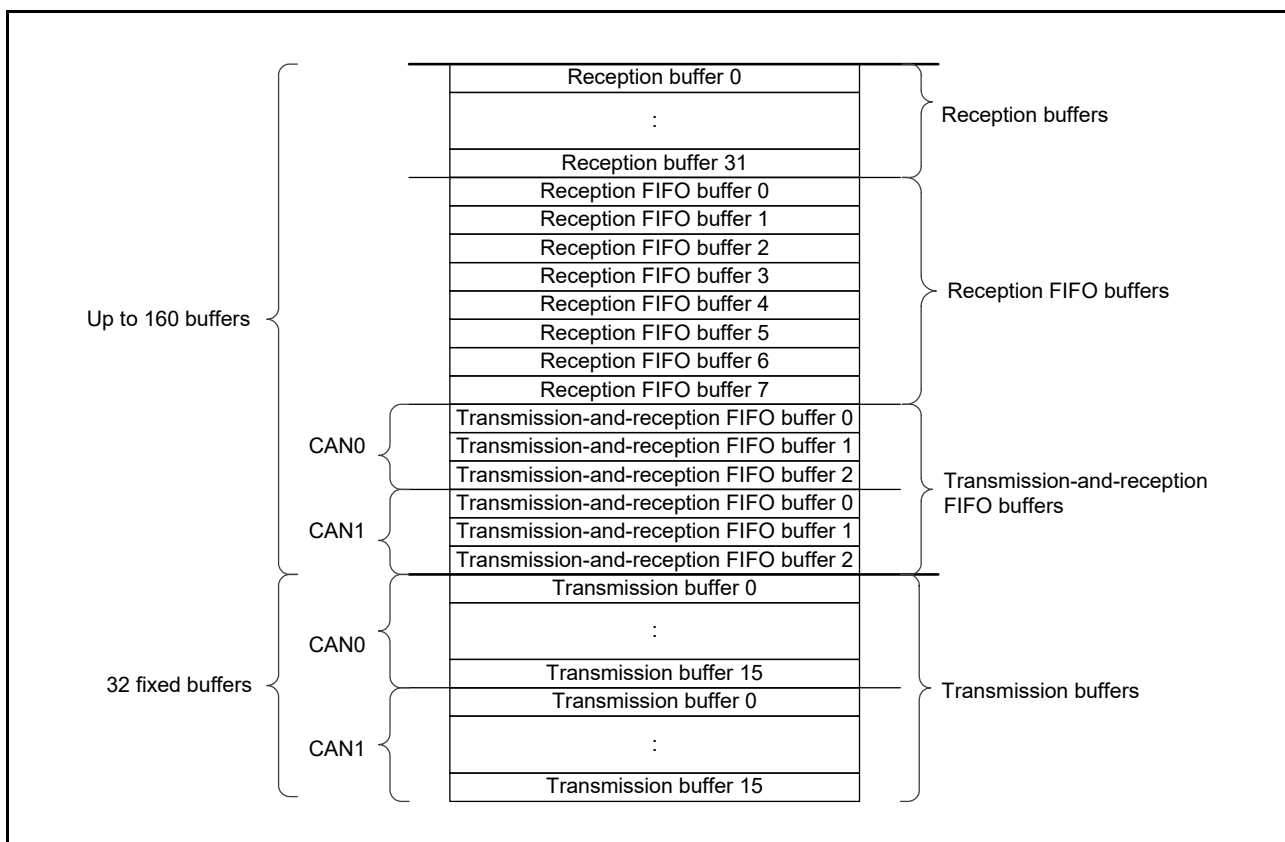 Reception buffer 0
:
Reception buffer 31
Reception buffers
Reception FIFO buffer 0
Reception FIFO buffer 1
Reception FIFO buffer 2
Reception FIFO buffer 3
Reception FIFO buffer 4
Reception FIFO buffer 5
Reception FIFO buffer 6
Reception FIFO buffer 7
Reception FIFO buffers
Up to 160 buffers
CAN0
Transmission-and-reception FIFO buffer 0
Transmission-and-reception FIFO buffer 1
Transmission-and-reception FIFO buffer 2
CAN1
Transmission-and-reception FIFO buffer 0
Transmission-and-reception FIFO buffer 1
Transmission-and-reception FIFO buffer 2
Transmission-and-reception
FIFO buffers
32 fixed buffers
CAN0
Transmission buffer 0
:
Transmission buffer 15
CAN1
Transmission buffer 0
:
Transmission buffer 15
Transmission buffers